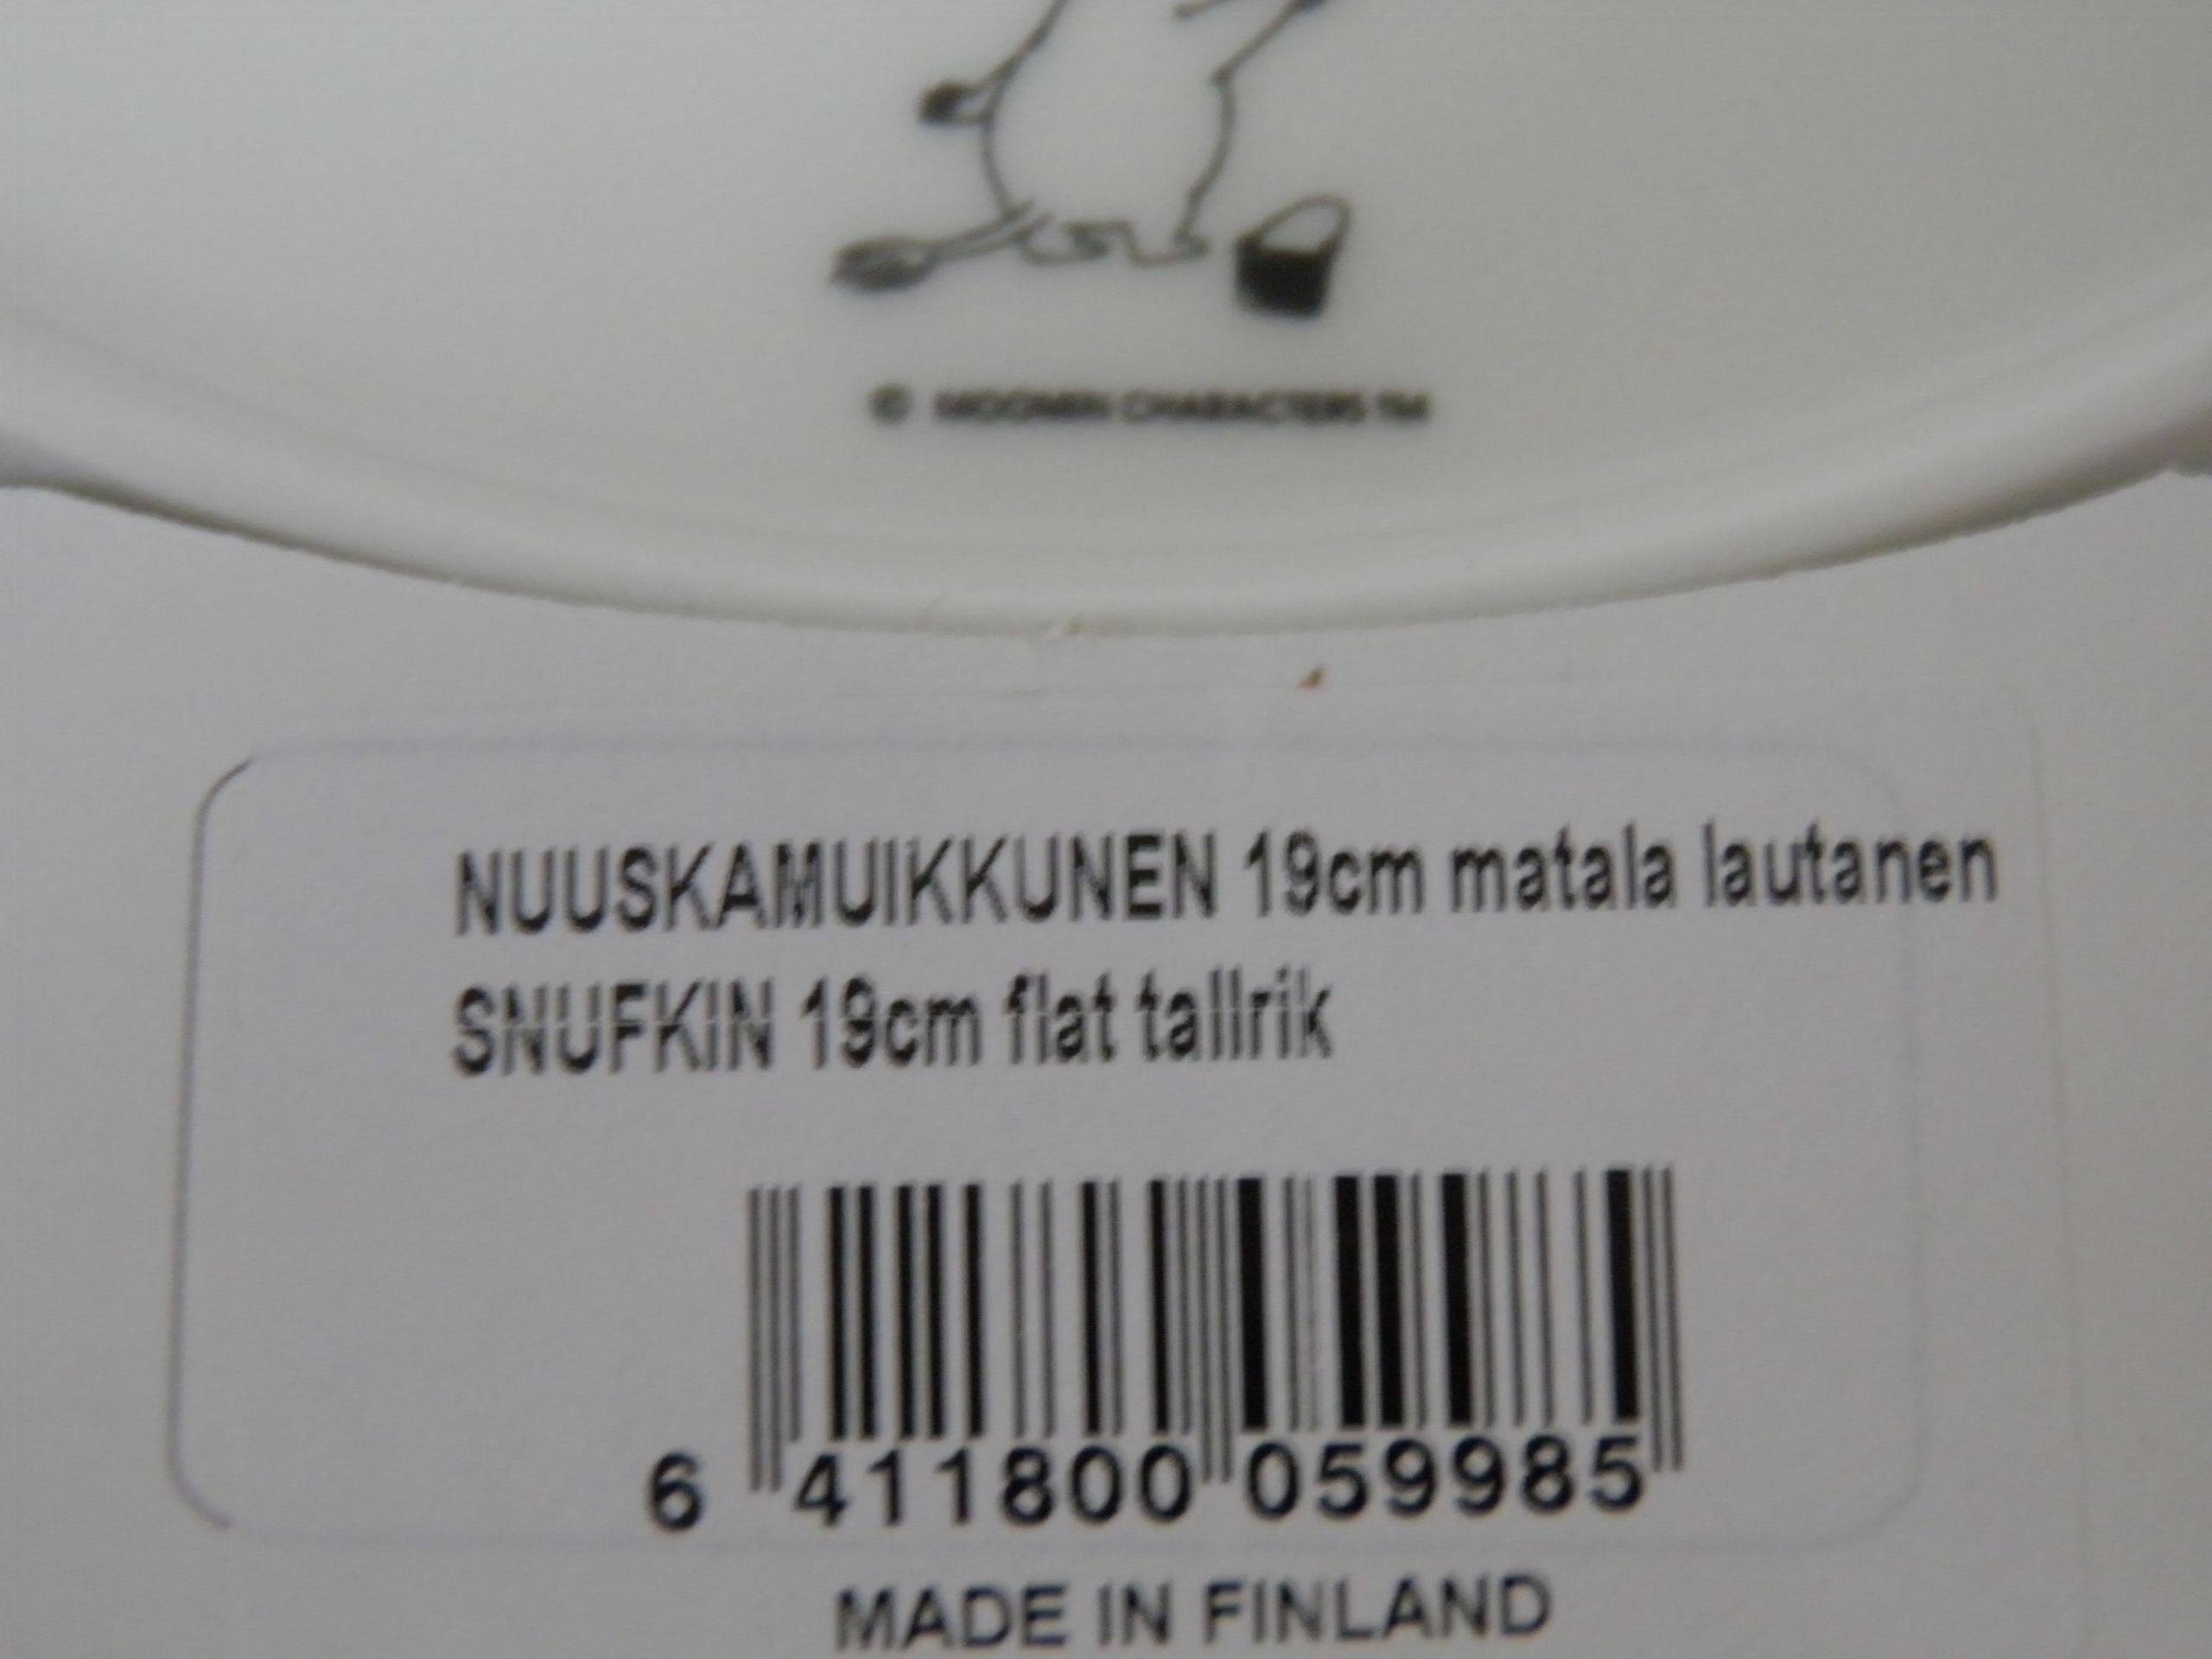 © MOOMIN CHARACTERS TM
NUUSKAMUIKKUNEN 19cm matala lautanen
SNUFKIN 19cm flat tallrik
6 411800 059985
MADE IN FINLAND